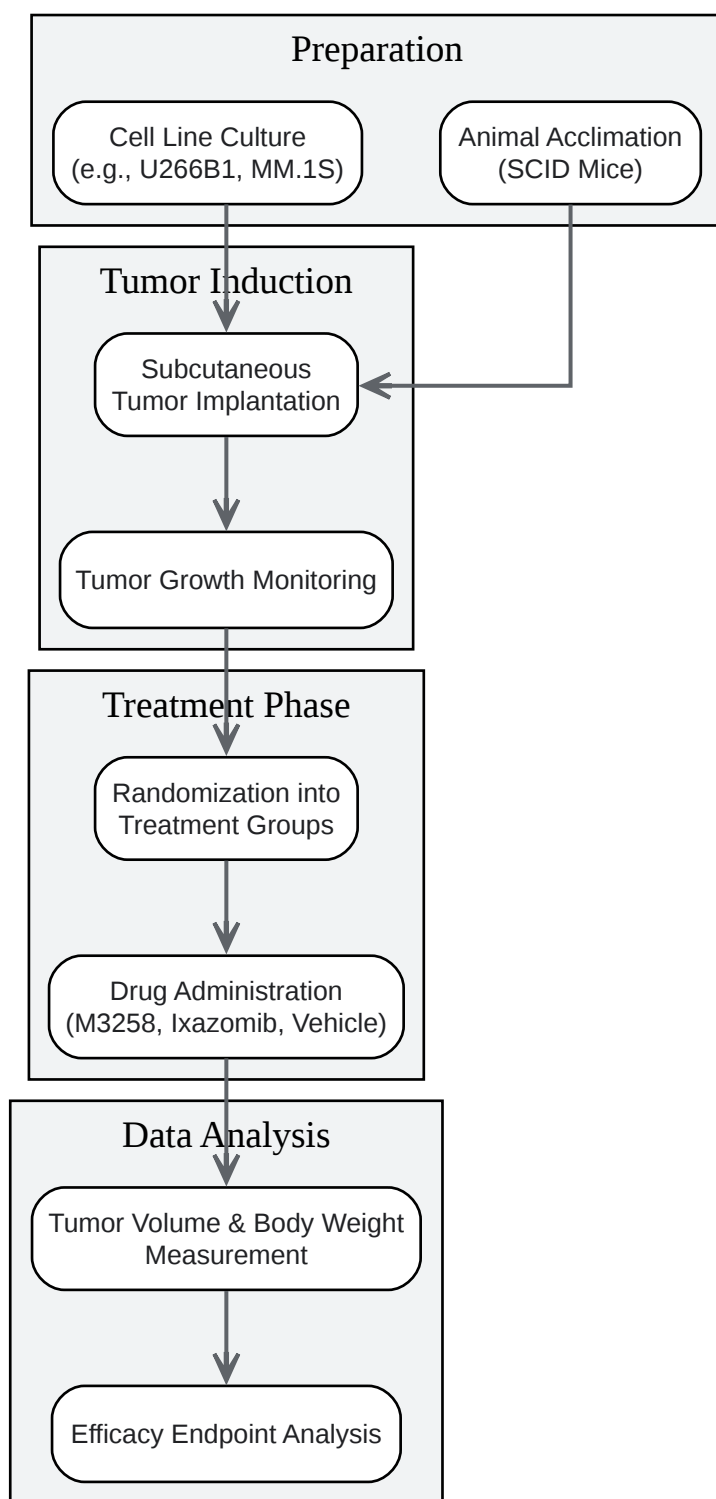 Preparation
Cell Line Culture
(e.g., U266B1, MM.1S)
Animal Acclimation
(SCID Mice)
Tumor Induction
Subcutaneous
Tumor Implantation
Tumor Growth Monitoring
Treatment Phase
Randomization into
Treatment Groups
Drug Administration
(M3258, Ixazomib, Vehicle)
Data Analysis
Tumor Volume & Body Weight
Measurement
Efficacy Endpoint Analysis